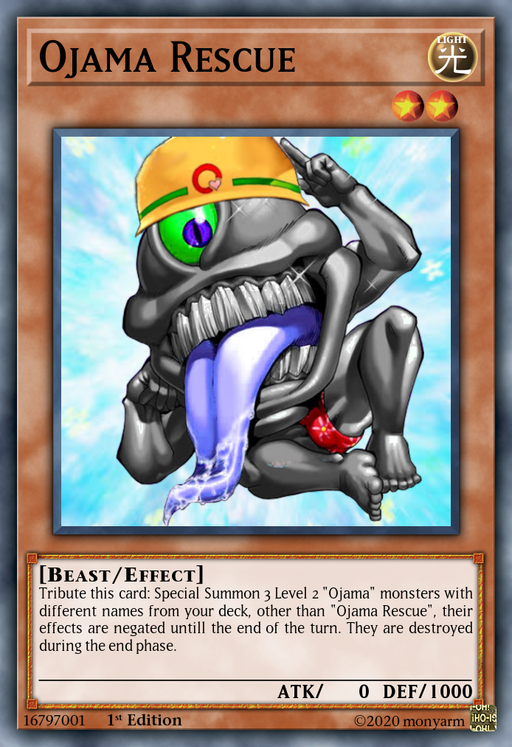 OJAMA RESCUE
LIGHT
光
[BEAST/EFFECT]
Tribute this card: Special Summon 3 Level 2 "Ojama" monsters with
different names from your deck, other than "Ojama Rescue", their
effects are negated untill the end of the turn. They are destroyed
during the end phase.
ATK/ 0 DEF/1000
16797001 1st Edition ©2020 monyarm